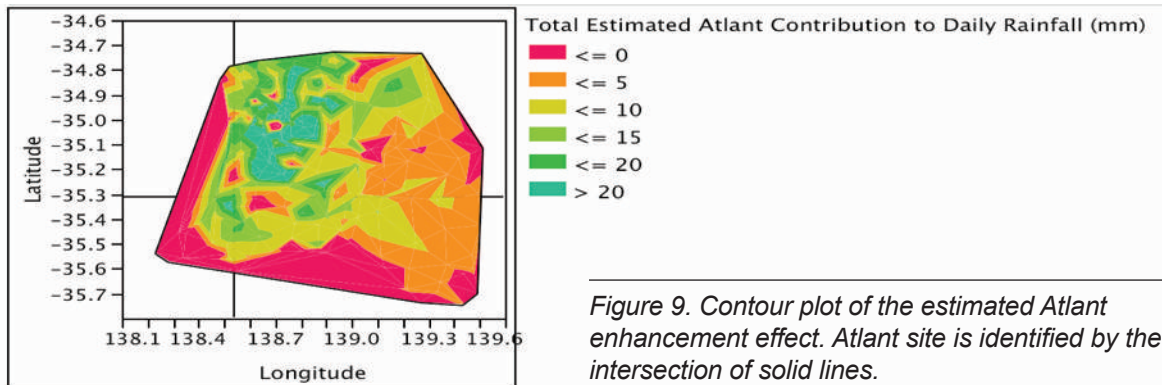 −34.6
−34.7
−34.8
−34.9
−35.0
−35.1
−35.2
−35.3
−35.4
−35.5
−35.6
−35.7
Latitude
138.1 138.4 138.7 139.0 139.3 139.6
Longitude
Total Estimated Atlant Contribution to Daily Rainfall (mm)
<= 0
<= 5
<= 10
<= 15
<= 20
> 20
Figure 9. Contour plot of the estimated Atlant
enhancement effect. Atlant site is identified by the
intersection of solid lines.